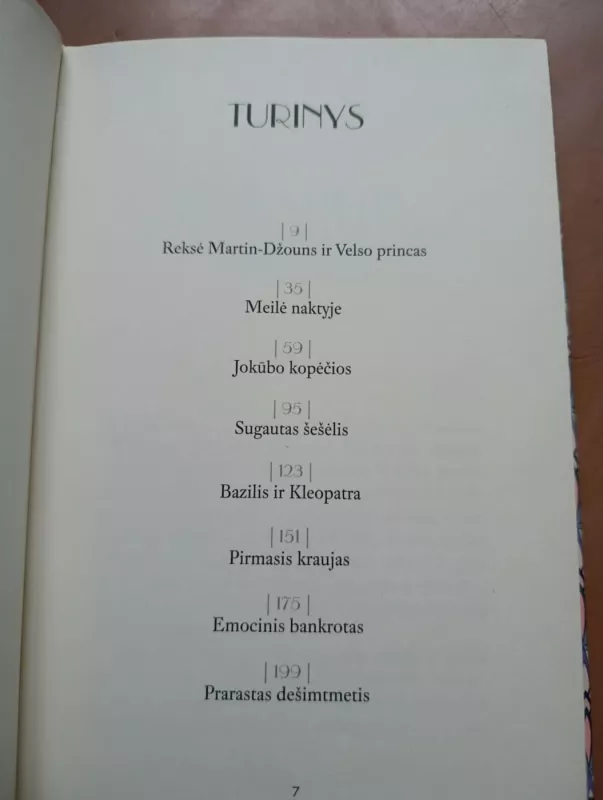 TURINYS
|9|
Reksė Martin-Džouns ir Velso princas
|35|
Meilė naktyje
|59|
Jokūbo kopėčios
|95|
Sugautas šešėlis
|123|
Bazilis ir Kleopatra
|151|
Pirmasis kraujas
|175|
Emocinis bankrotas
|199|
Prarastas dešimtmetis
7